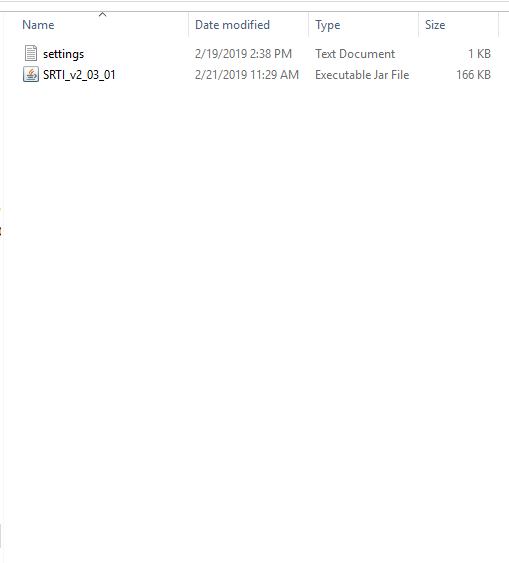 Name Date modified Type Size
settings 2/19/2019 2:38 PM Text Document 1 KB
SRTI_v2_03_01 2/21/2019 11:29 AM Executable Jar File 166 KB